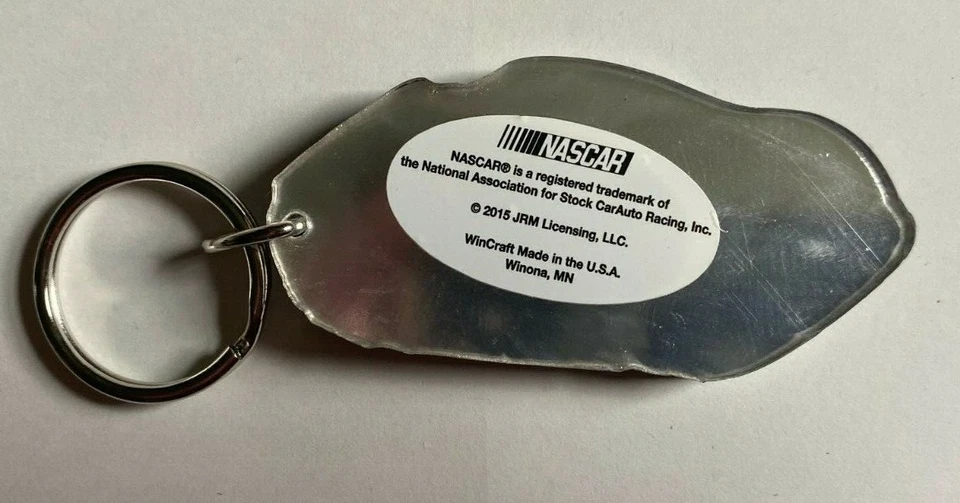 NASCAR
NASCAR® is a registered trademark of
the National Association for Stock CarAuto Racing, Inc.
© 2015 JRM Licensing, LLC.
WinCraft Made in the U.S.A.
Winona, MN